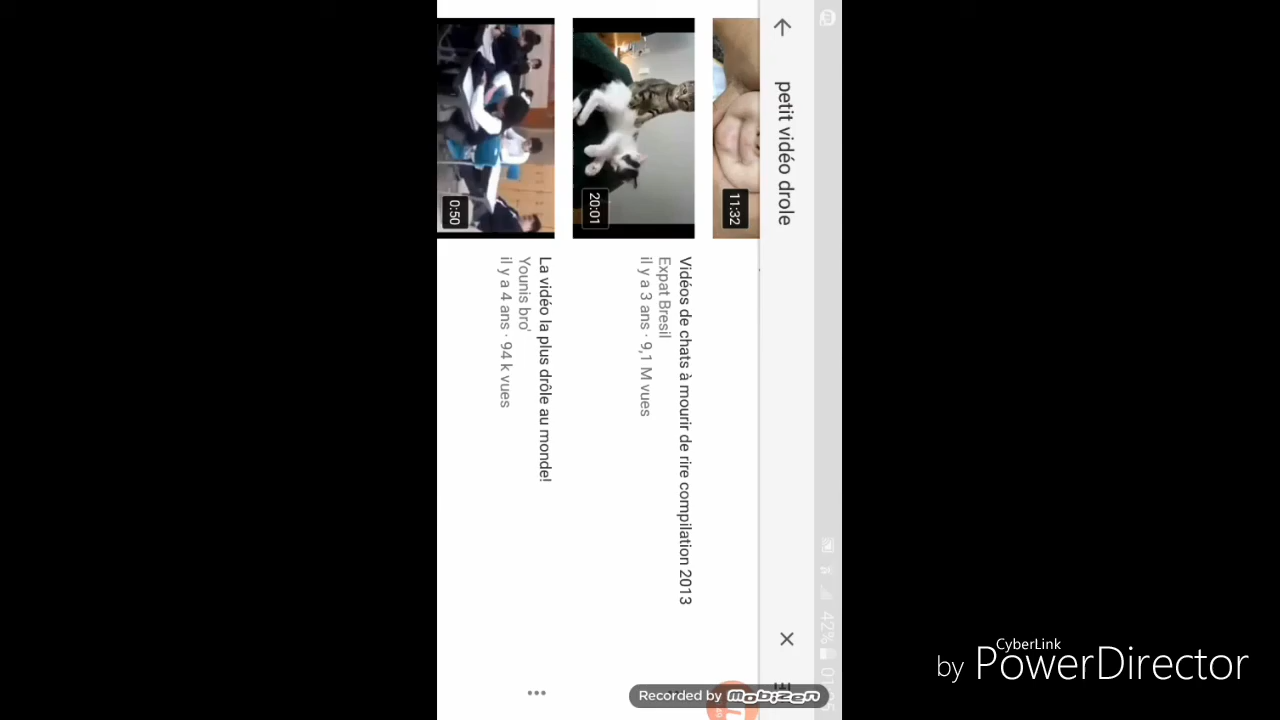 petit vidéo drole
42%
11:32
20:01
Vidéos de chats à mourir de rire compilation 2013
Expat Bresil
il y a 3 ans · 9,1 M vues
0:50
La vidéo la plus drôle au monde!
Younis bro'
il y a 4 ans · 94 k vues
Recorded by mobizen
CyberLink
by PowerDirector